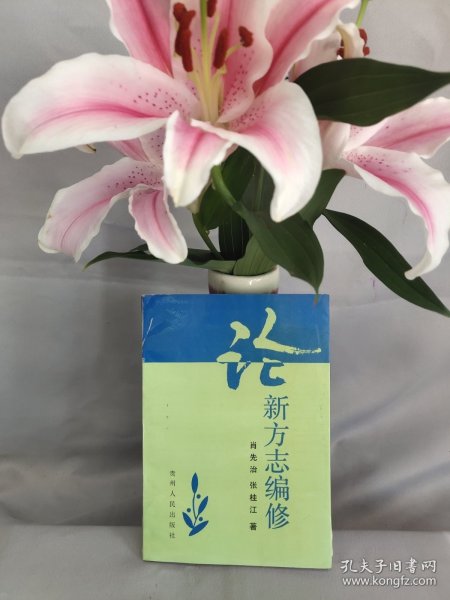 论
新方志编修
肖先治 张桂江 著
贵州人民出版社
孔夫子旧书网
www.kongfz.com